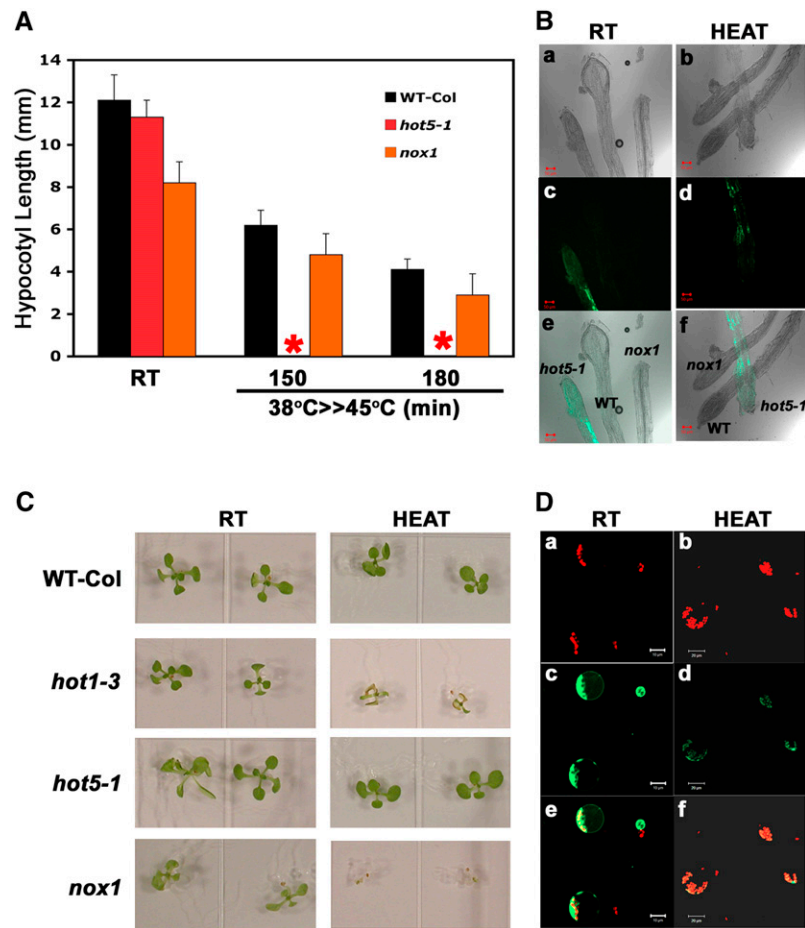 A
Hypocotyl Length (mm)
14
12
10
8
6
4
2
0
WT-Col
hot5-1
nox1
*
*
RT
150
180
38°C>>45°C (min)
B
RT
HEAT
a
b
c
d
e
f
hot5-1
nox1
WT
nox1
hot5-1
WT
C
RT
HEAT
WT-Col
hot1-3
hot5-1
nox1
D
RT
HEAT
a
b
c
d
e
f